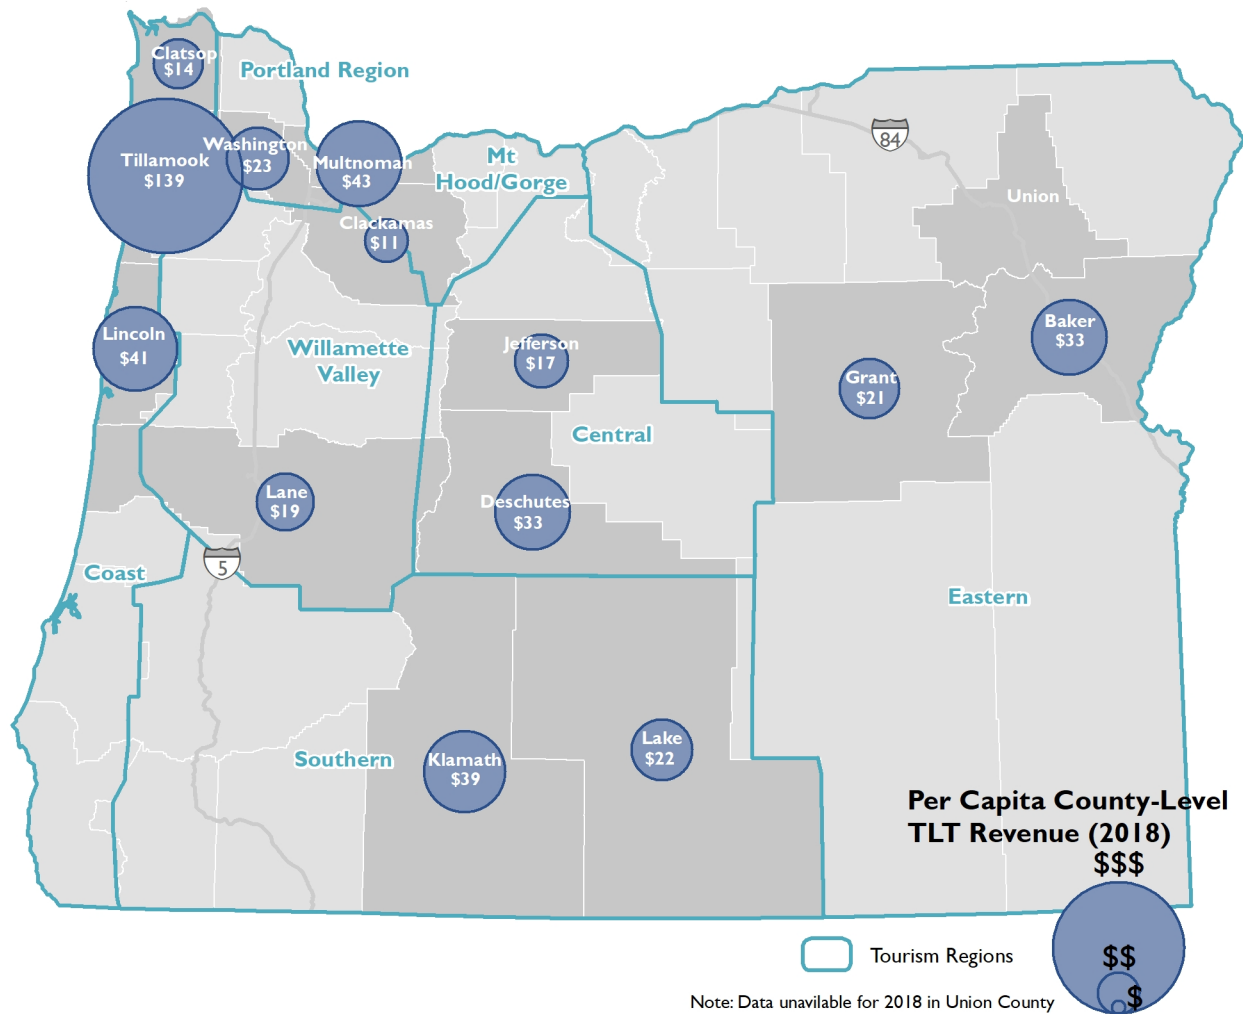 Clatsop
$14
Portland Region
84
Washington
$23
Tillamook
$139
Multnomah
$43
Mt
Hood/Gorge
Union
Clackamas
$11
Lincoln
$41
Willamette
Valley
Jefferson
$17
Baker
$33
Grant
$21
Central
Lane
$19
Deschutes
$33
5
Coast
Eastern
Southern
Klamath
$39
Lake
$22
Per Capita County-Level
TLT Revenue (2018)
$$$
$$
$
Tourism Regions
Note: Data unavilable for 2018 in Union County